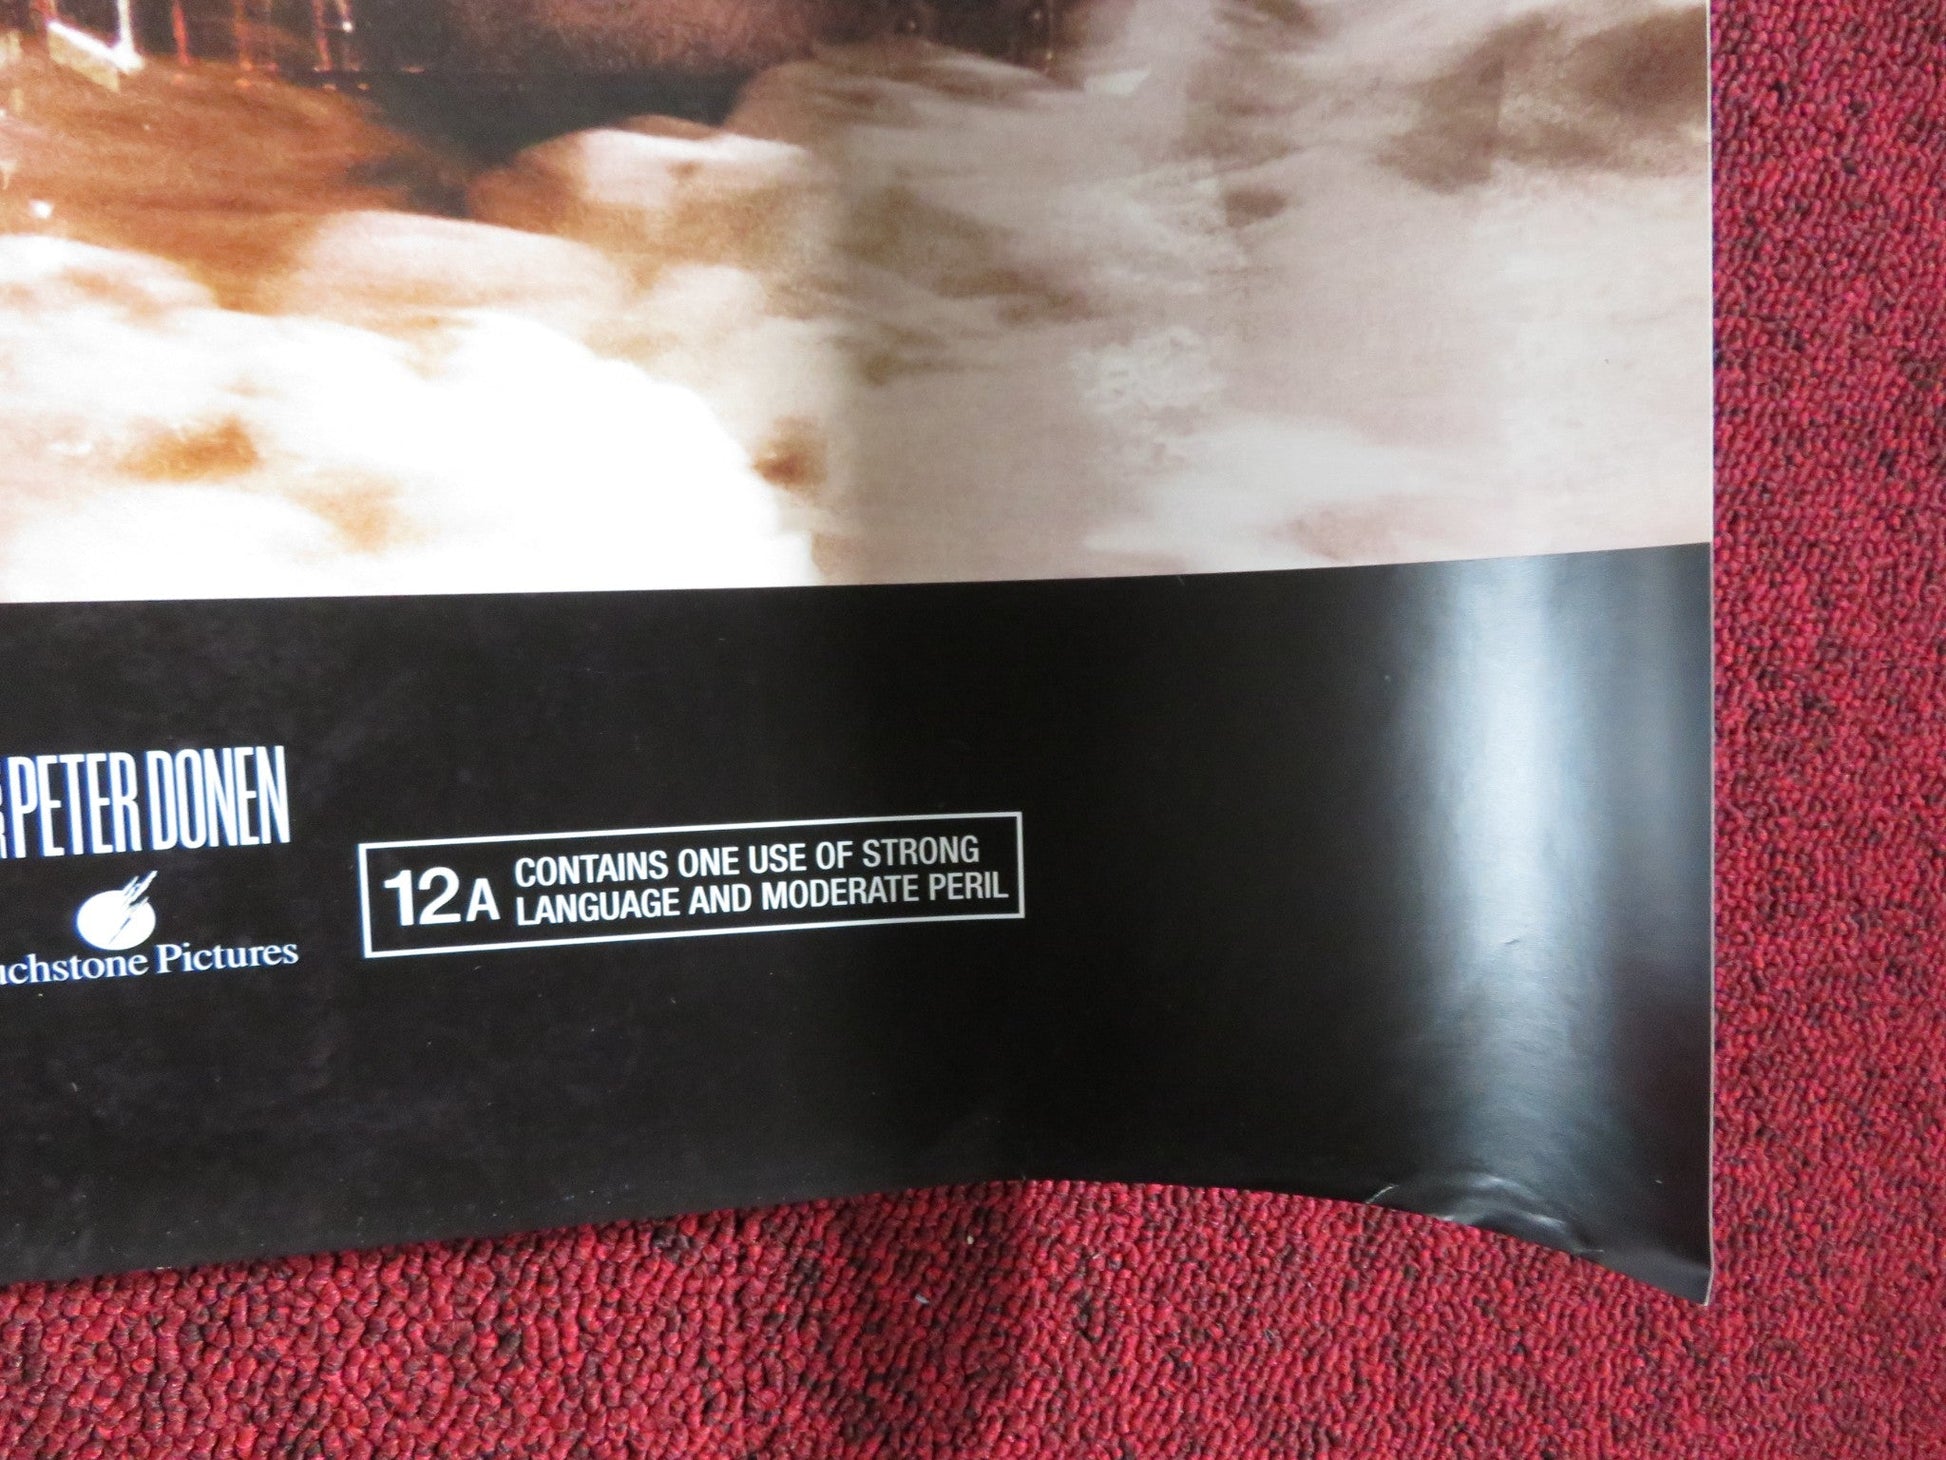 PETER DONEN
12A CONTAINS ONE USE OF STRONG
LANGUAGE AND MODERATE PERIL
uchstone Pictures